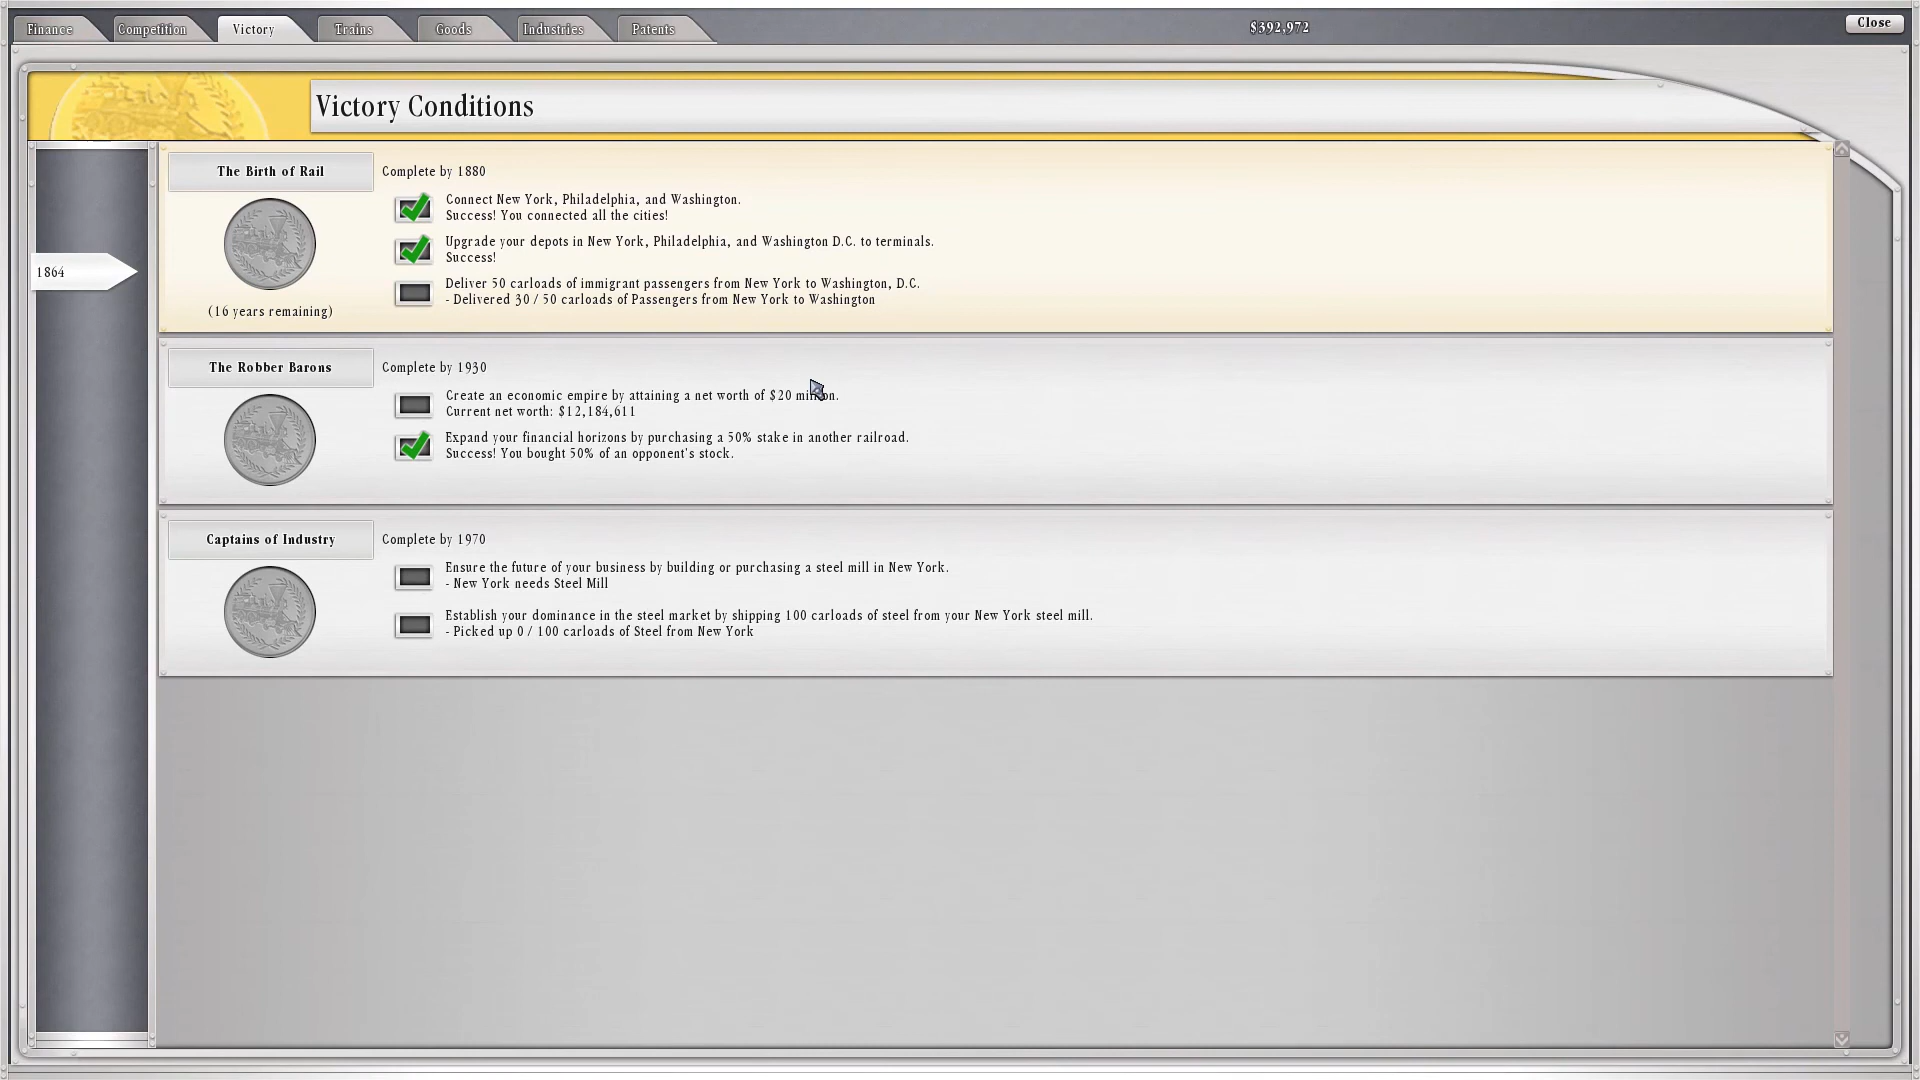 Finance
Competition
Victory
Trains
Goods
Industries
Patents
$392,972
Close
Victory Conditions
1864
The Birth of Rail
(16 years remaining)
Complete by 1880
Connect New York, Philadelphia, and Washington.
Success! You connected all the cities!
Upgrade your depots in New York, Philadelphia, and Washington D.C. to terminals.
Success!
Deliver 50 carloads of immigrant passengers from New York to Washington, D.C.
- Delivered 30 / 50 carloads of Passengers from New York to Washington
The Robber Barons
Complete by 1930
Create an economic empire by attaining a net worth of $20 million.
Current net worth: $12,184,611
Expand your financial horizons by purchasing a 50% stake in another railroad.
Success! You bought 50% of an opponent's stock.
Captains of Industry
Complete by 1970
Ensure the future of your business by building or purchasing a steel mill in New York.
- New York needs Steel Mill
Establish your dominance in the steel market by shipping 100 carloads of steel from your New York steel mill.
- Picked up 0 / 100 carloads of Steel from New York